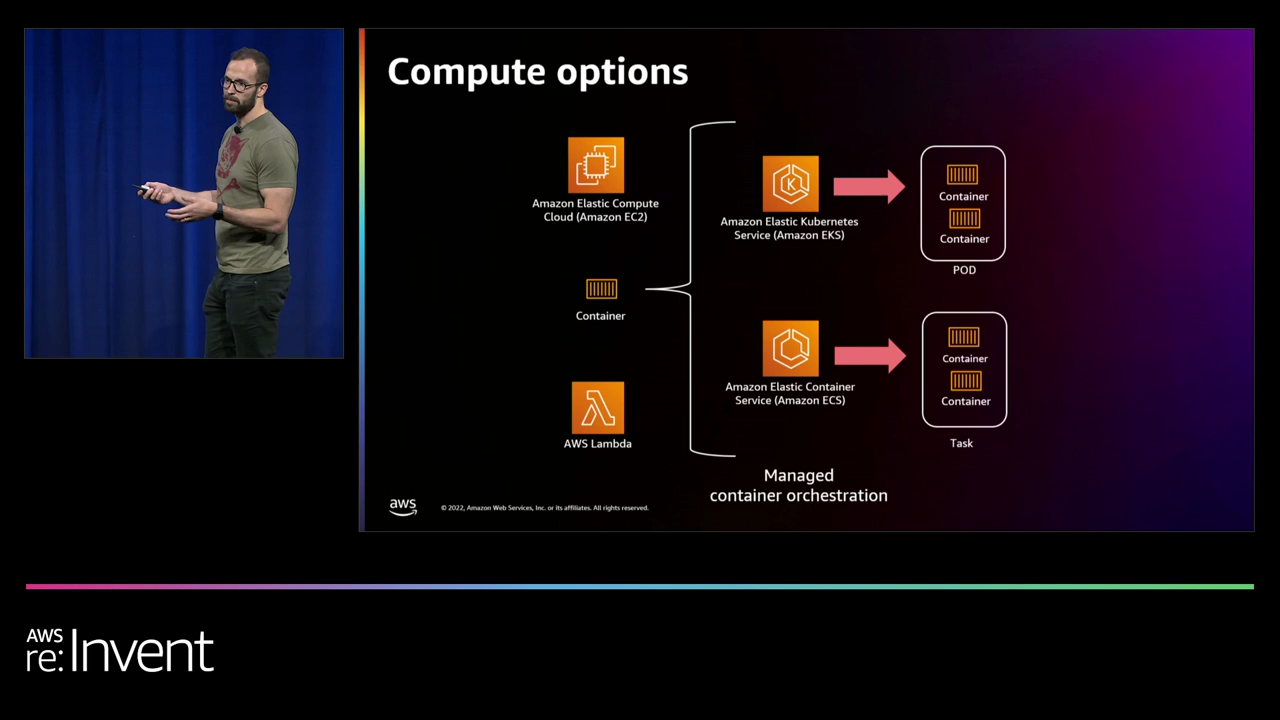 Compute options
Amazon Elastic Compute
Cloud (Amazon EC2)
Container
AWS Lambda
Amazon Elastic Kubernetes
Service (Amazon EKS)
Container
Container
POD
Amazon Elastic Container
Service (Amazon ECS)
Container
Container
Task
Managed
container orchestration
aws
© 2022, Amazon Web Services, Inc. or its affiliates. All rights reserved.
AWS
re:Invent